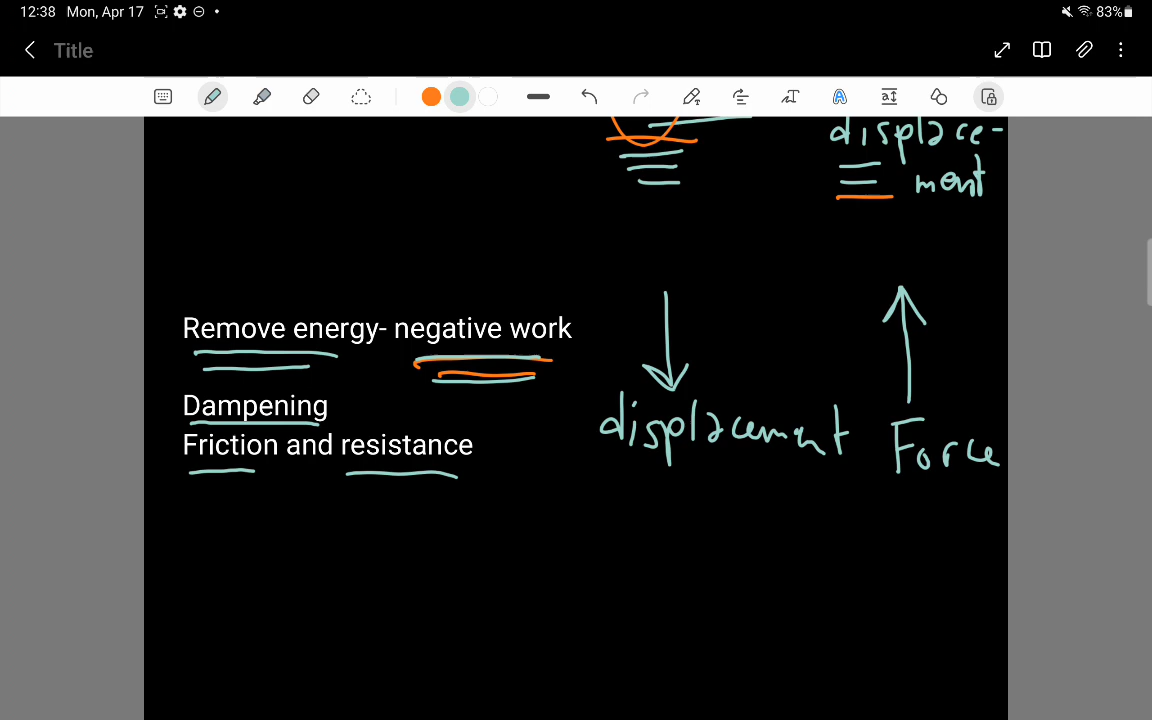 12:38 Mon, Apr 17
83%
Title
displace-
ment
Remove energy- negative work
Dampening
Friction and resistance
displacement
Force